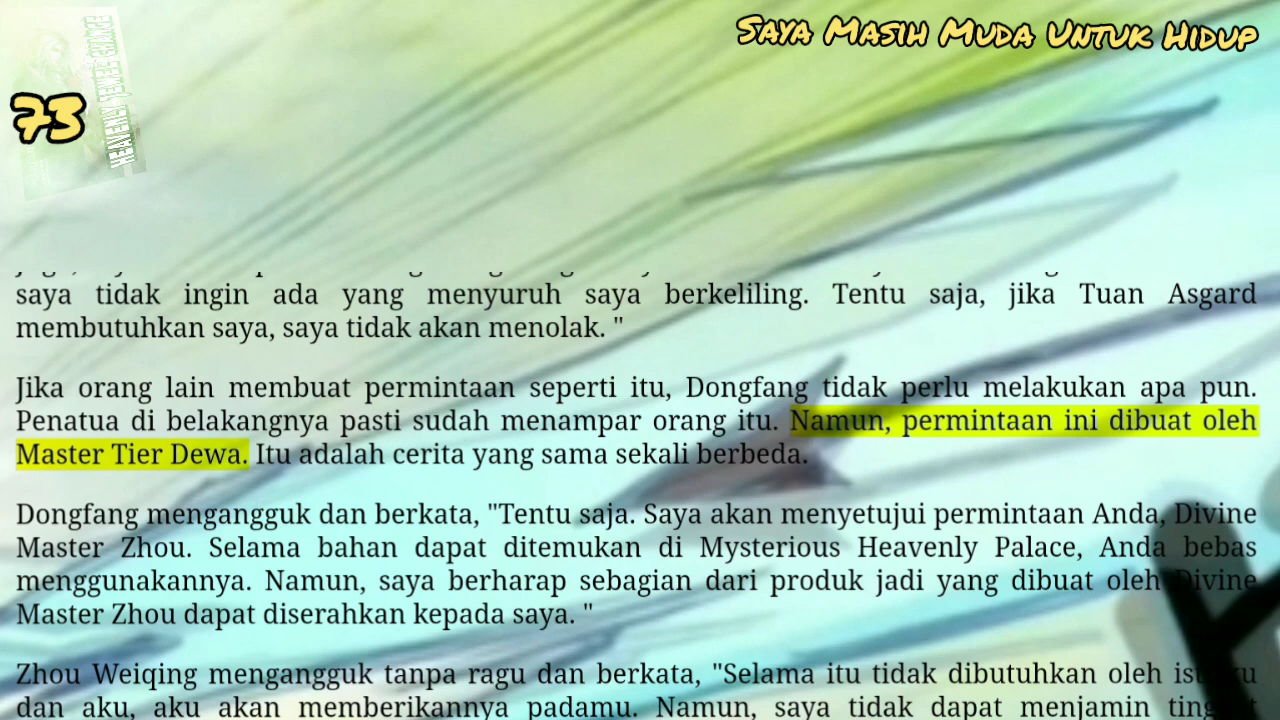 Saya Masih Muda Untuk Hidup
HEAVENLY JEWEL CHANGE
73
saya tidak ingin ada yang menyuruh saya berkeliling. Tentu saja, jika Tuan Asgard
membutuhkan saya, saya tidak akan menolak. "
Jika orang lain membuat permintaan seperti itu, Dongfang tidak perlu melakukan apa pun.
Penatua di belakangnya pasti sudah menampar orang itu. Namun, permintaan ini dibuat oleh
Master Tier Dewa. Itu adalah cerita yang sama sekali berbeda.
Dongfang mengangguk dan berkata, "Tentu saja. Saya akan menyetujui permintaan Anda, Divine
Master Zhou. Selama bahan dapat ditemukan di Mysterious Heavenly Palace, Anda bebas
menggunakannya. Namun, saya berharap sebagian dari produk jadi yang dibuat oleh Divine
Master Zhou dapat diserahkan kepada saya. "
Zhou Weiqing mengangguk tanpa ragu dan berkata, "Selama itu tidak dibutuhkan oleh istriku
dan aku, aku akan memberikannya padamu. Namun, saya tidak dapat menjamin tingkat